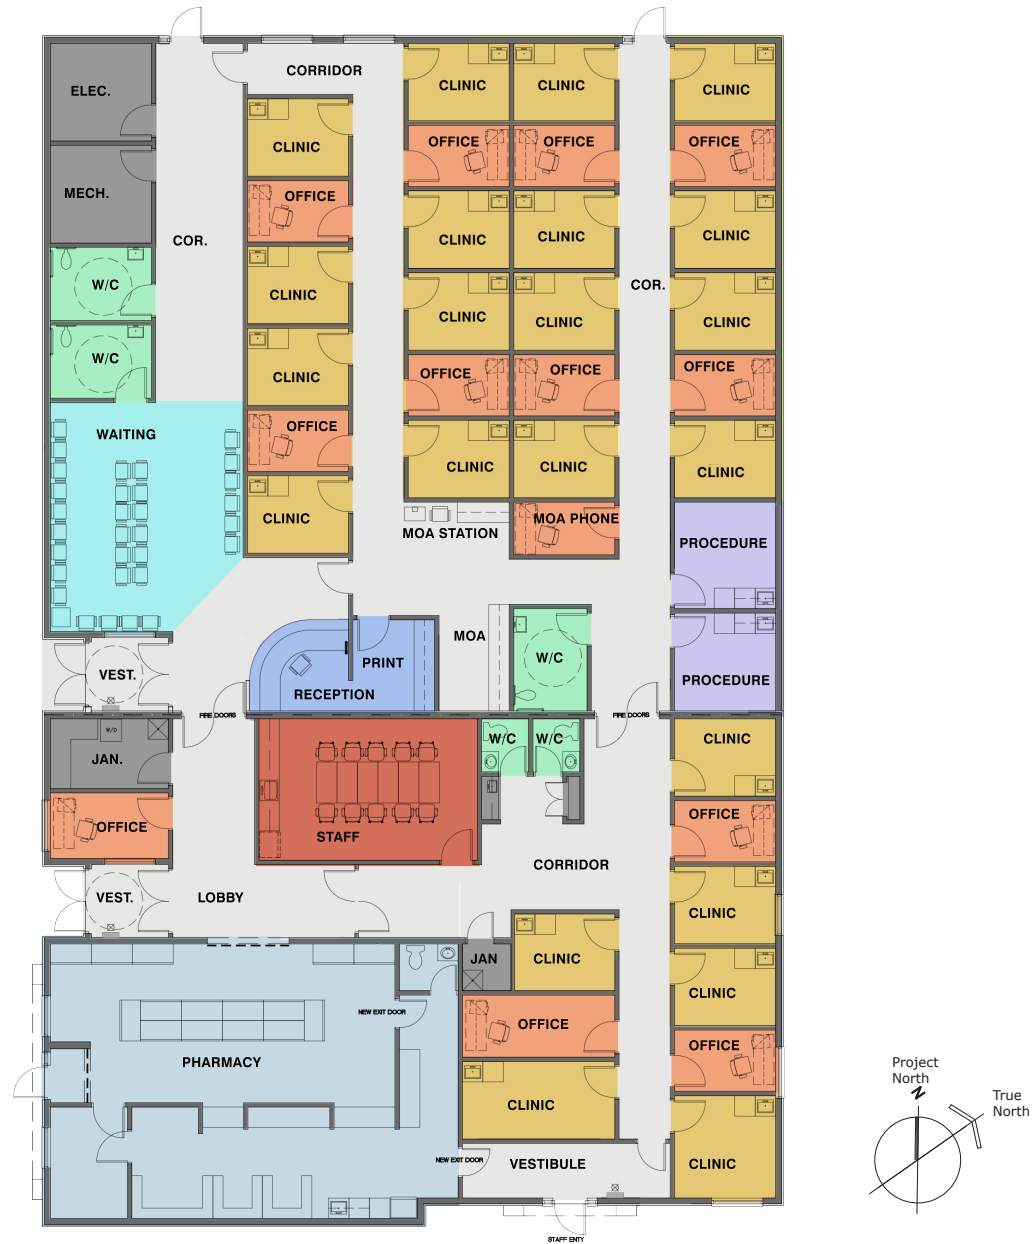 CORRIDOR
CLINIC
CLINIC
CLINIC
ELEC.
OFFICE
OFFICE
OFFICE
CLINIC
MECH.
OFFICE
COR.
CLINIC
CLINIC
CLINIC
W/C
COR.
CLINIC
CLINIC
CLINIC
CLINIC
W/C
CLINIC
OFFICE
OFFICE
OFFICE
WAITING
OFFICE
CLINIC
CLINIC
CLINIC
CLINIC
MOA PHONE
MOA STATION
PROCEDURE
MOA
W/C
PRINT
VEST.
RECEPTION
PROCEDURE
FIRE DOORS
FIRE DOORS
W/D
W/C
W/C
CLINIC
JAN.
OFFICE
OFFICE
STAFF
CORRIDOR
VEST.
LOBBY
CLINIC
JAN
CLINIC
CLINIC
NEW EXIT DOOR
OFFICE
OFFICE
PHARMACY
CLINIC
NEW EXIT DOOR
VESTIBULE
CLINIC
STAFF ENTY
Project
North
N
True
North